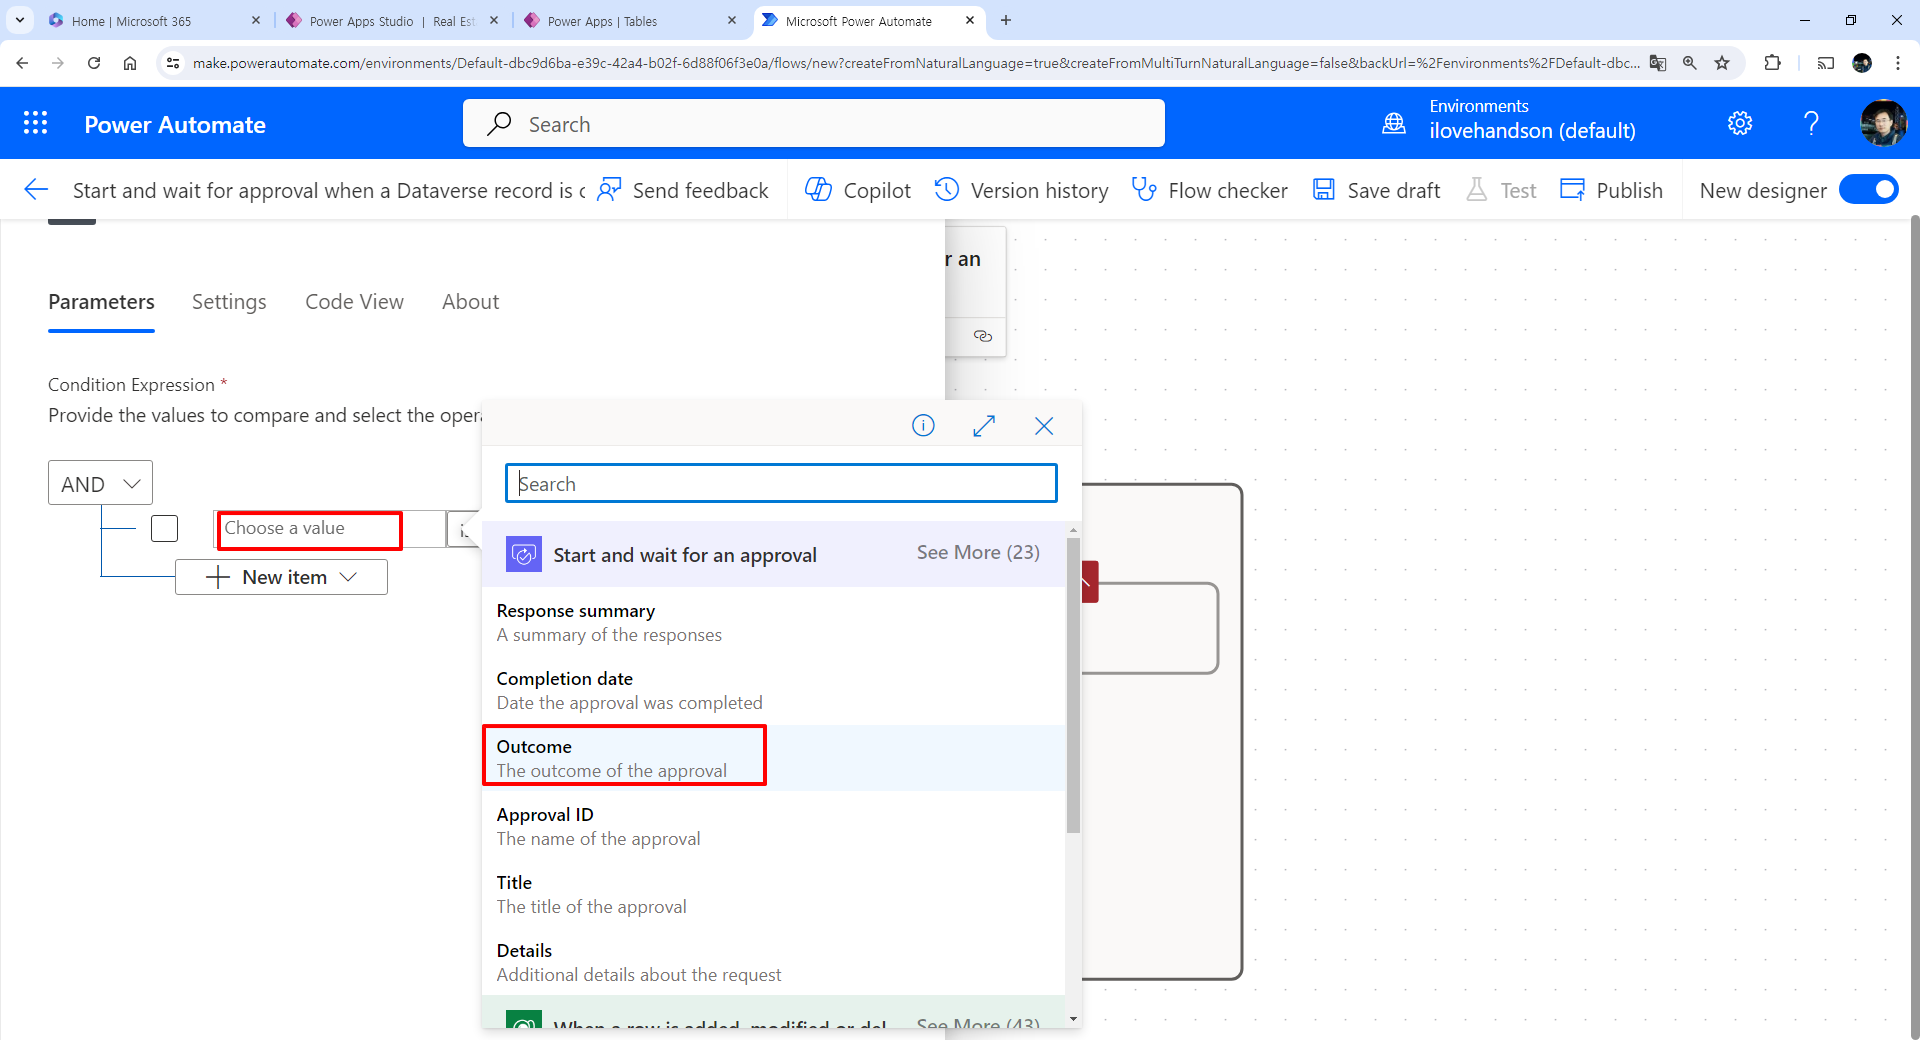 Home | Microsoft 365
Power Apps Studio | Real Est
Power Apps | Tables
Microsoft Power Automate
make.powerautomate.com/environments/Default-dbc9d6ba-e39c-42a4-b02f-6d88f06f3e0a/flows/new?createFromNaturalLanguage=true&createFromMultiTurnNaturalLanguage=false&backUrl=%2Fenvironments%2FDefault-dbc...
Power Automate
Search
Environments
ilovehandson (default)
Start and wait for approval when a Dataverse record is c
Send feedback
Copilot
Version history
Flow checker
Save draft
Test
Publish
New designer
r an
Parameters
Settings
Code View
About
Condition Expression *
Provide the values to compare and select the opera
AND
Choose a value
New item
Search
Start and wait for an approval
See More (23)
Response summary
A summary of the responses
Completion date
Date the approval was completed
Outcome
The outcome of the approval
Approval ID
The name of the approval
Title
The title of the approval
Details
Additional details about the request
When a row is added, modified or del
See More (43)